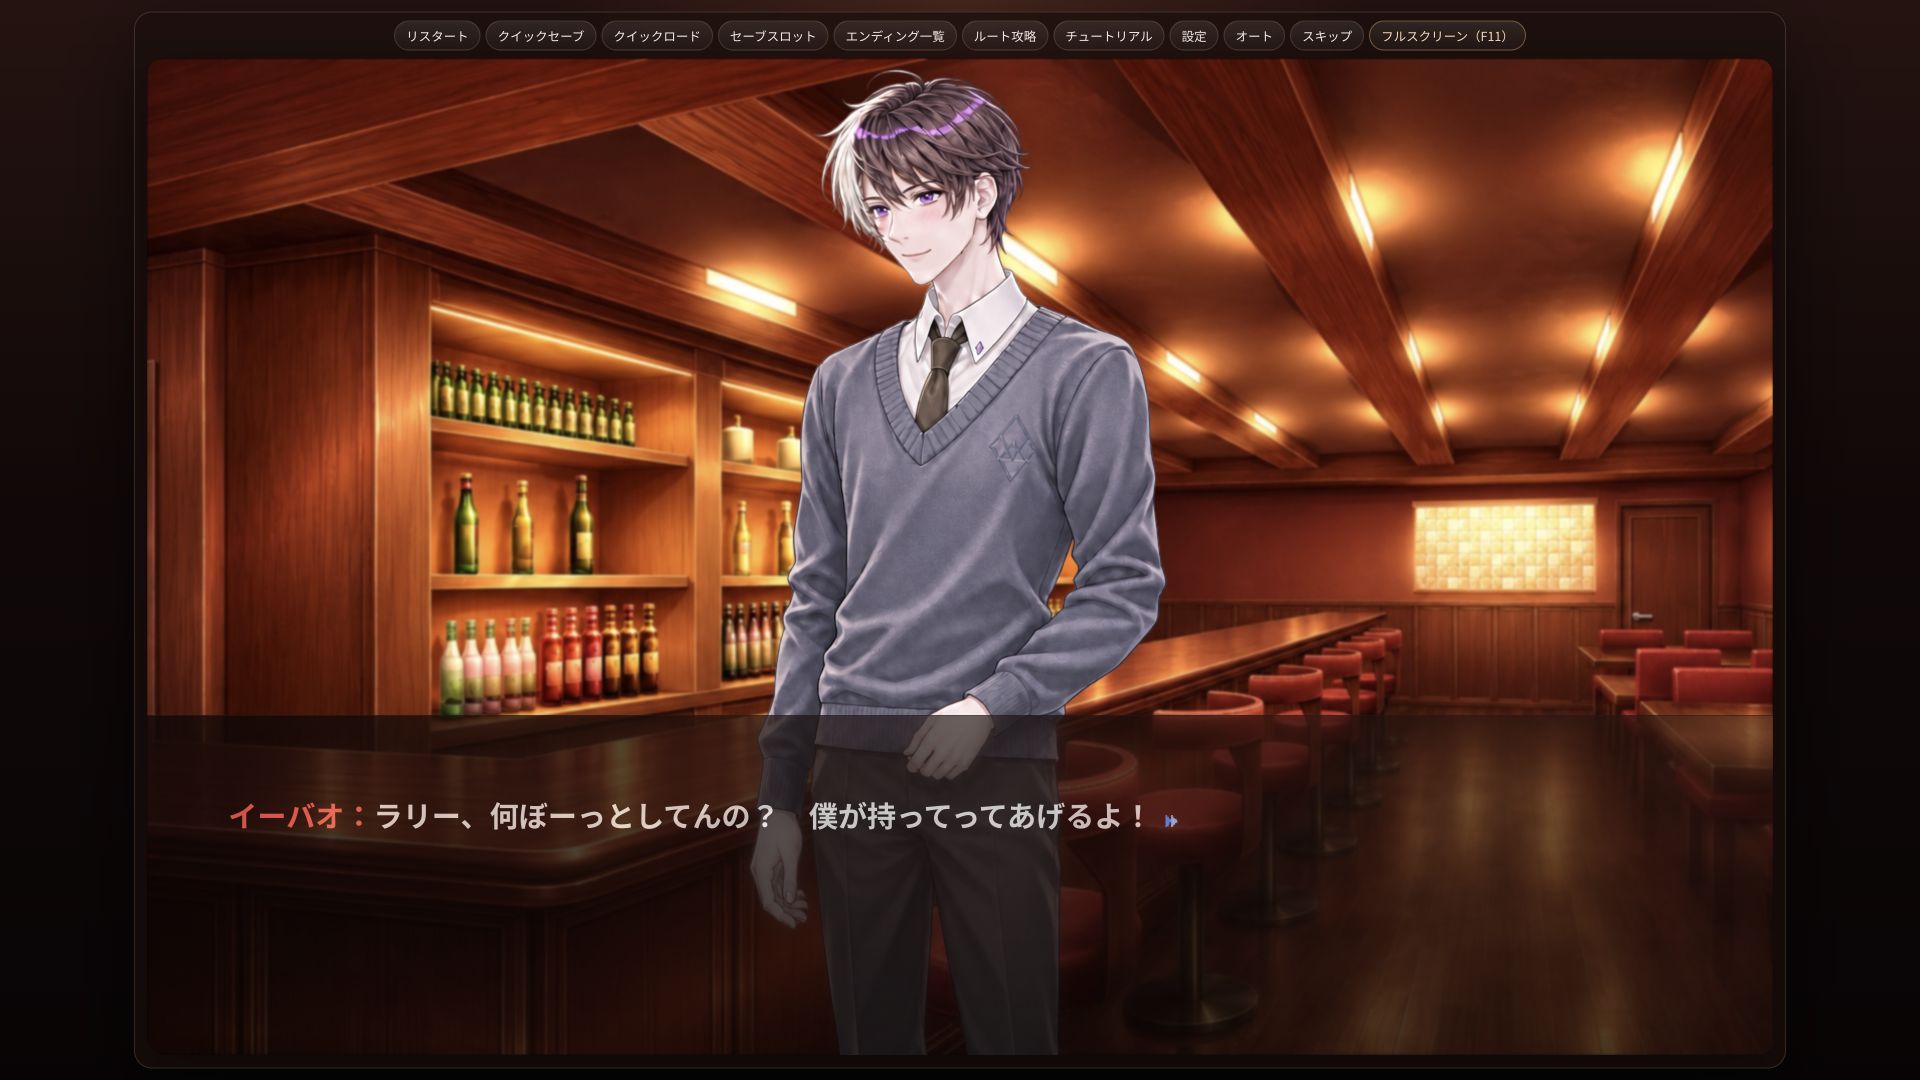 リスタート
クイックセーブ
クイックロード
セーブスロット
エンディング一覧
ルート攻略
チュートリアル
設定
オート
スキップ
フルスクリーン（F11）
イーバオ：ラリー、何ぼーっとしてんの？　僕が持ってってあげるよ！